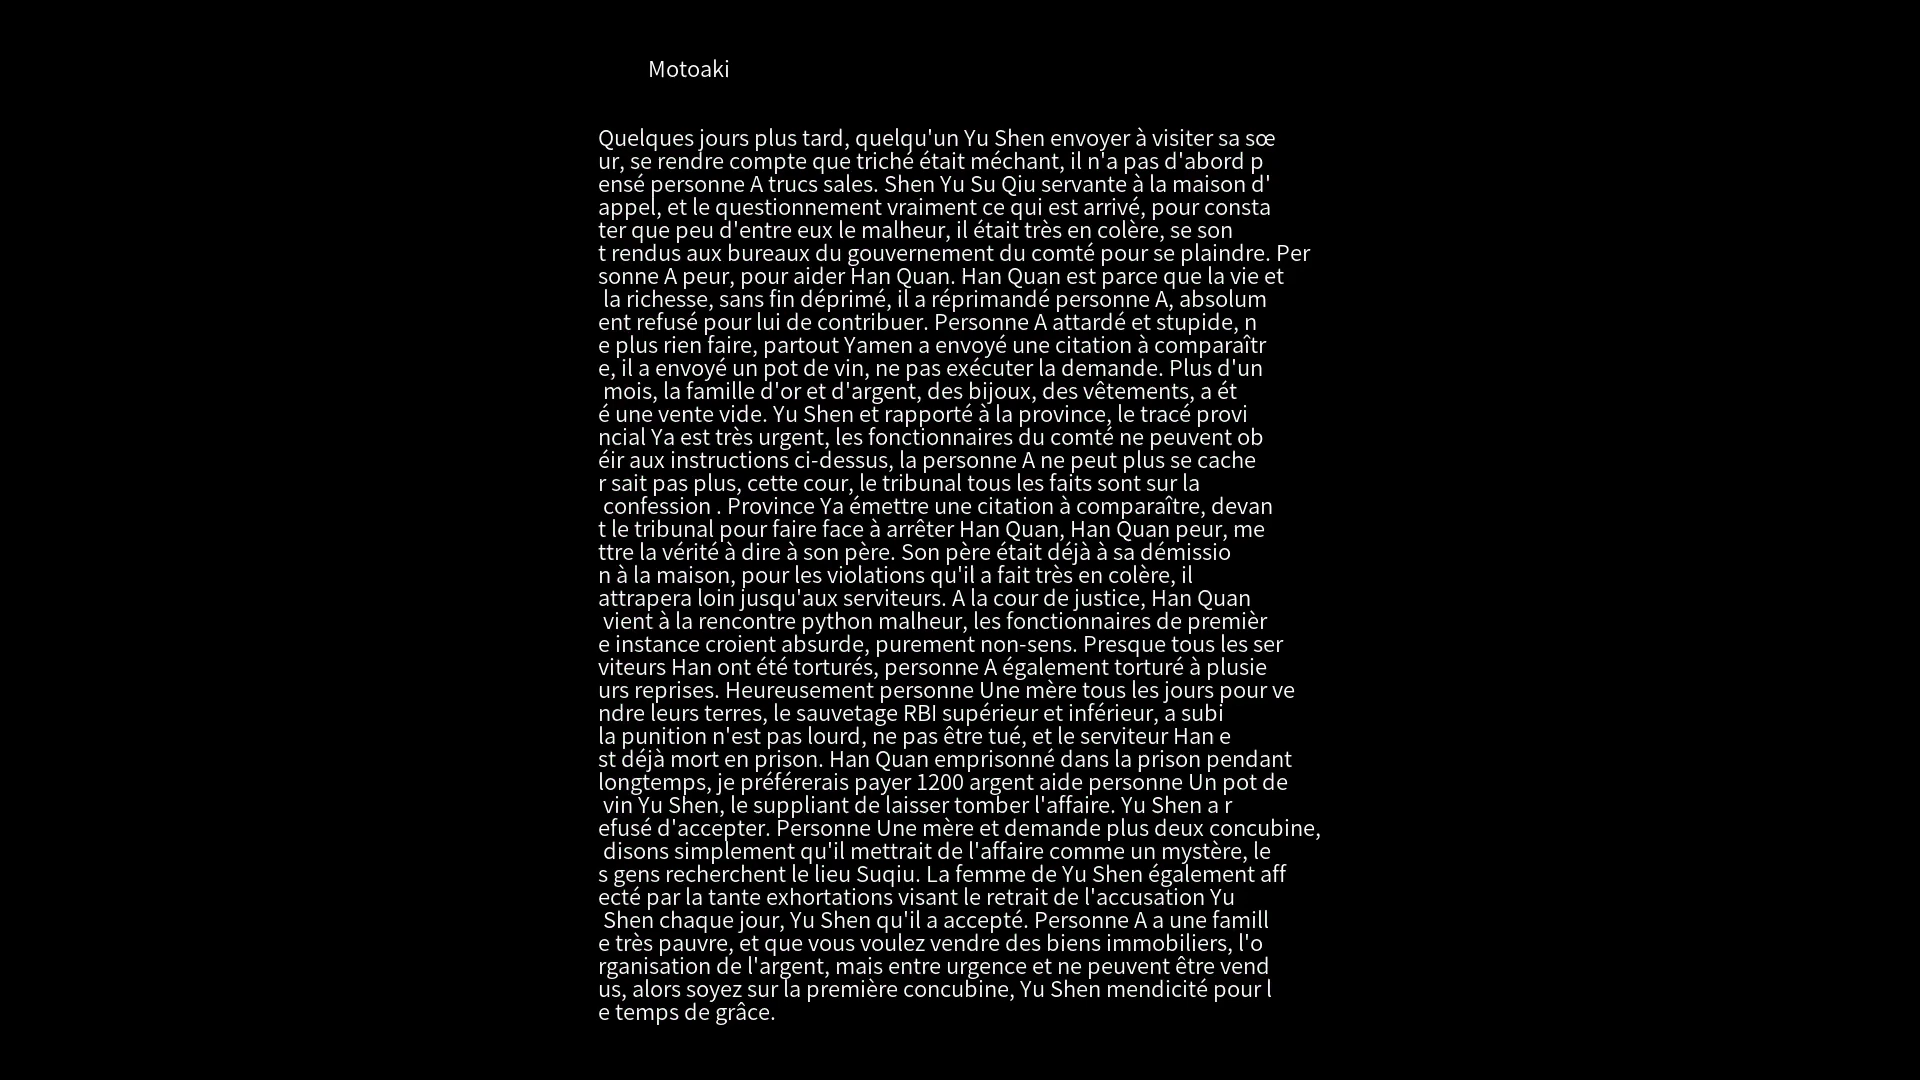 Motoaki
Quelques jours plus tard, quelqu'un Yu Shen envoyer à visiter sa sœ
ur, se rendre compte que triché était méchant, il n'a pas d'abord p
ensé personne A trucs sales. Shen Yu Su Qiu servante à la maison d'
appel, et le questionnement vraiment ce qui est arrivé, pour consta
ter que peu d'entre eux le malheur, il était très en colère, se son
t rendus aux bureaux du gouvernement du comté pour se plaindre. Per
sonne A peur, pour aider Han Quan. Han Quan est parce que la vie et
 la richesse, sans fin déprimé, il a réprimandé personne A, absolum
ent refusé pour lui de contribuer. Personne A attardé et stupide, n
e plus rien faire, partout Yamen a envoyé une citation à comparaîtr
e, il a envoyé un pot de vin, ne pas exécuter la demande. Plus d'un
 mois, la famille d'or et d'argent, des bijoux, des vêtements, a ét
é une vente vide. Yu Shen et rapporté à la province, le tracé provi
ncial Ya est très urgent, les fonctionnaires du comté ne peuvent ob
éir aux instructions ci-dessus, la personne A ne peut plus se cache
r sait pas plus, cette cour, le tribunal tous les faits sont sur la
 confession . Province Ya émettre une citation à comparaître, devan
t le tribunal pour faire face à arrêter Han Quan, Han Quan peur, me
ttre la vérité à dire à son père. Son père était déjà à sa démissio
n à la maison, pour les violations qu'il a fait très en colère, il
attrapera loin jusqu'aux serviteurs. A la cour de justice, Han Quan
 vient à la rencontre python malheur, les fonctionnaires de premièr
e instance croient absurde, purement non-sens. Presque tous les ser
viteurs Han ont été torturés, personne A également torturé à plusie
urs reprises. Heureusement personne Une mère tous les jours pour ve
ndre leurs terres, le sauvetage RBI supérieur et inférieur, a subi
la punition n'est pas lourd, ne pas être tué, et le serviteur Han e
st déjà mort en prison. Han Quan emprisonné dans la prison pendant
longtemps, je préférerais payer 1200 argent aide personne Un pot de
 vin Yu Shen, le suppliant de laisser tomber l'affaire. Yu Shen a r
efusé d'accepter. Personne Une mère et demande plus deux concubine,
 disons simplement qu'il mettrait de l'affaire comme un mystère, le
s gens recherchent le lieu Suqiu. La femme de Yu Shen également aff
ecté par la tante exhortations visant le retrait de l'accusation Yu
 Shen chaque jour, Yu Shen qu'il a accepté. Personne A a une famill
e très pauvre, et que vous voulez vendre des biens immobiliers, l'o
rganisation de l'argent, mais entre urgence et ne peuvent être vend
us, alors soyez sur la première concubine, Yu Shen mendicité pour l
e temps de grâce.